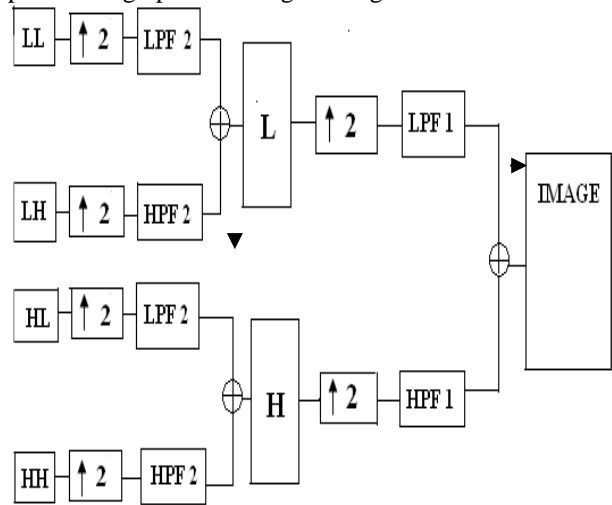 LL ↑ 2 LPF 2
L ↑ 2 LPF 1
LH ↑ 2 HPF 2
IMAGE
HL ↑ 2 LPF 2
H ↑ 2 HPF 1
HH ↑ 2 HPF 2